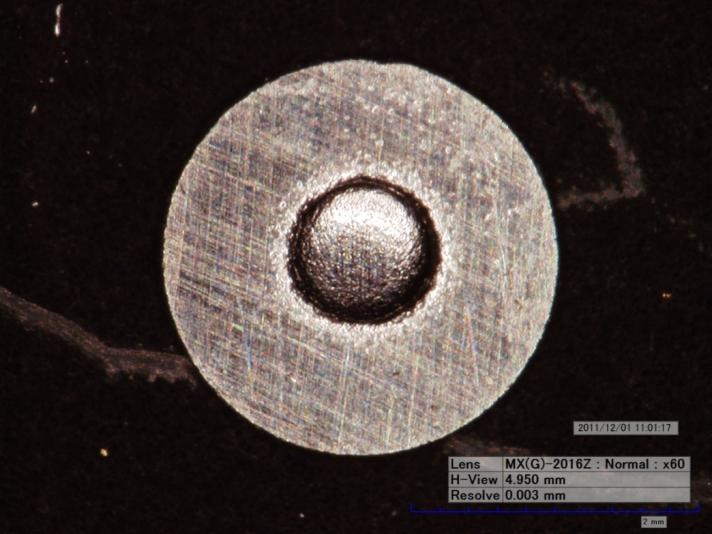 2011/12/01 11:01:17
Lens MX(G)-2016Z : Normal : x60
H-View 4.950 mm
Resolve 0.003 mm
2 mm